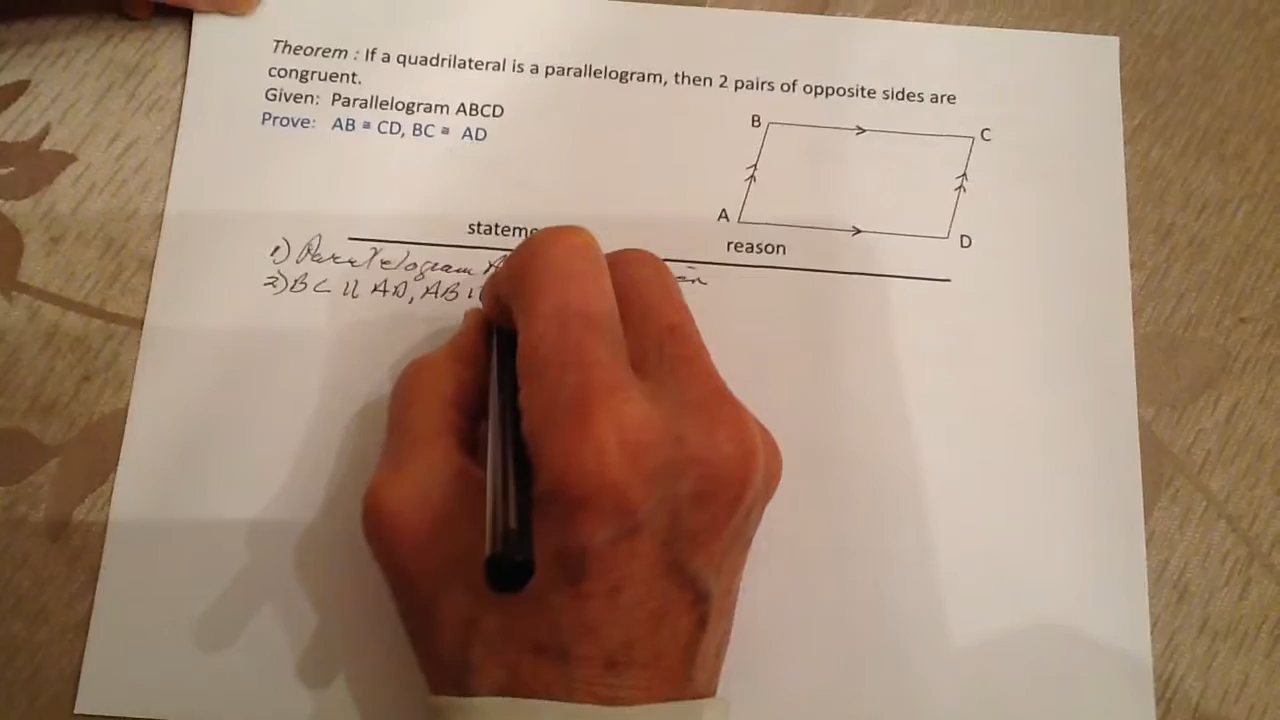 Theorem : If a quadrilateral is a parallelogram, then 2 pairs of opposite sides are
congruent.
Given: Parallelogram ABCD
Prove: AB ≅ CD, BC ≅ AD
B
C
A
D
reason
1) Parallelogram
2) BC || AD, AB